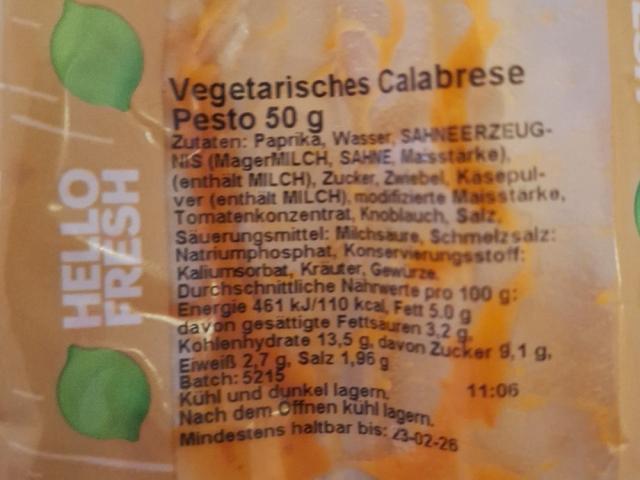 HELLO
FRESH
Vegetarisches Calabrese
Pesto 50 g
Zutaten: Paprika, Wasser, SAHNEERZEUG-
NIS (MagerMILCH, SAHNE, Maisstärke),
(enthält MILCH), Zucker, Zwiebel, Käsepul-
ver (enthält MILCH), modifizierte Maisstärke,
Tomatenkonzentrat, Knoblauch, Salz,
Säuerungsmittel: Milchsäure, Schmelzsalz:
Natriumphosphat, Konservierungsstoff:
Kaliumsorbat, Kräuter, Gewürze.
Durchschnittliche Nährwerte pro 100 g:
Energie 461 kJ/110 kcal, Fett 5.0 g
davon gesättigte Fettsäuren 3,2 g,
Kohlenhydrate 13,5 g, davon Zucker 9,1 g,
Eiweiß 2,7 g, Salz 1,96 g
Batch: 5215
Kühl und dunkel lagern. 11:06
Nach dem Öffnen kühl lagern.
Mindestens haltbar bis: 23-02-26